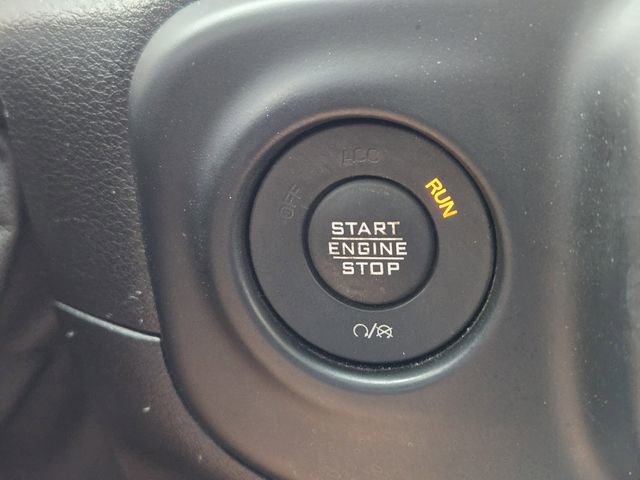 ACC
OFF
RUN
START
ENGINE
STOP